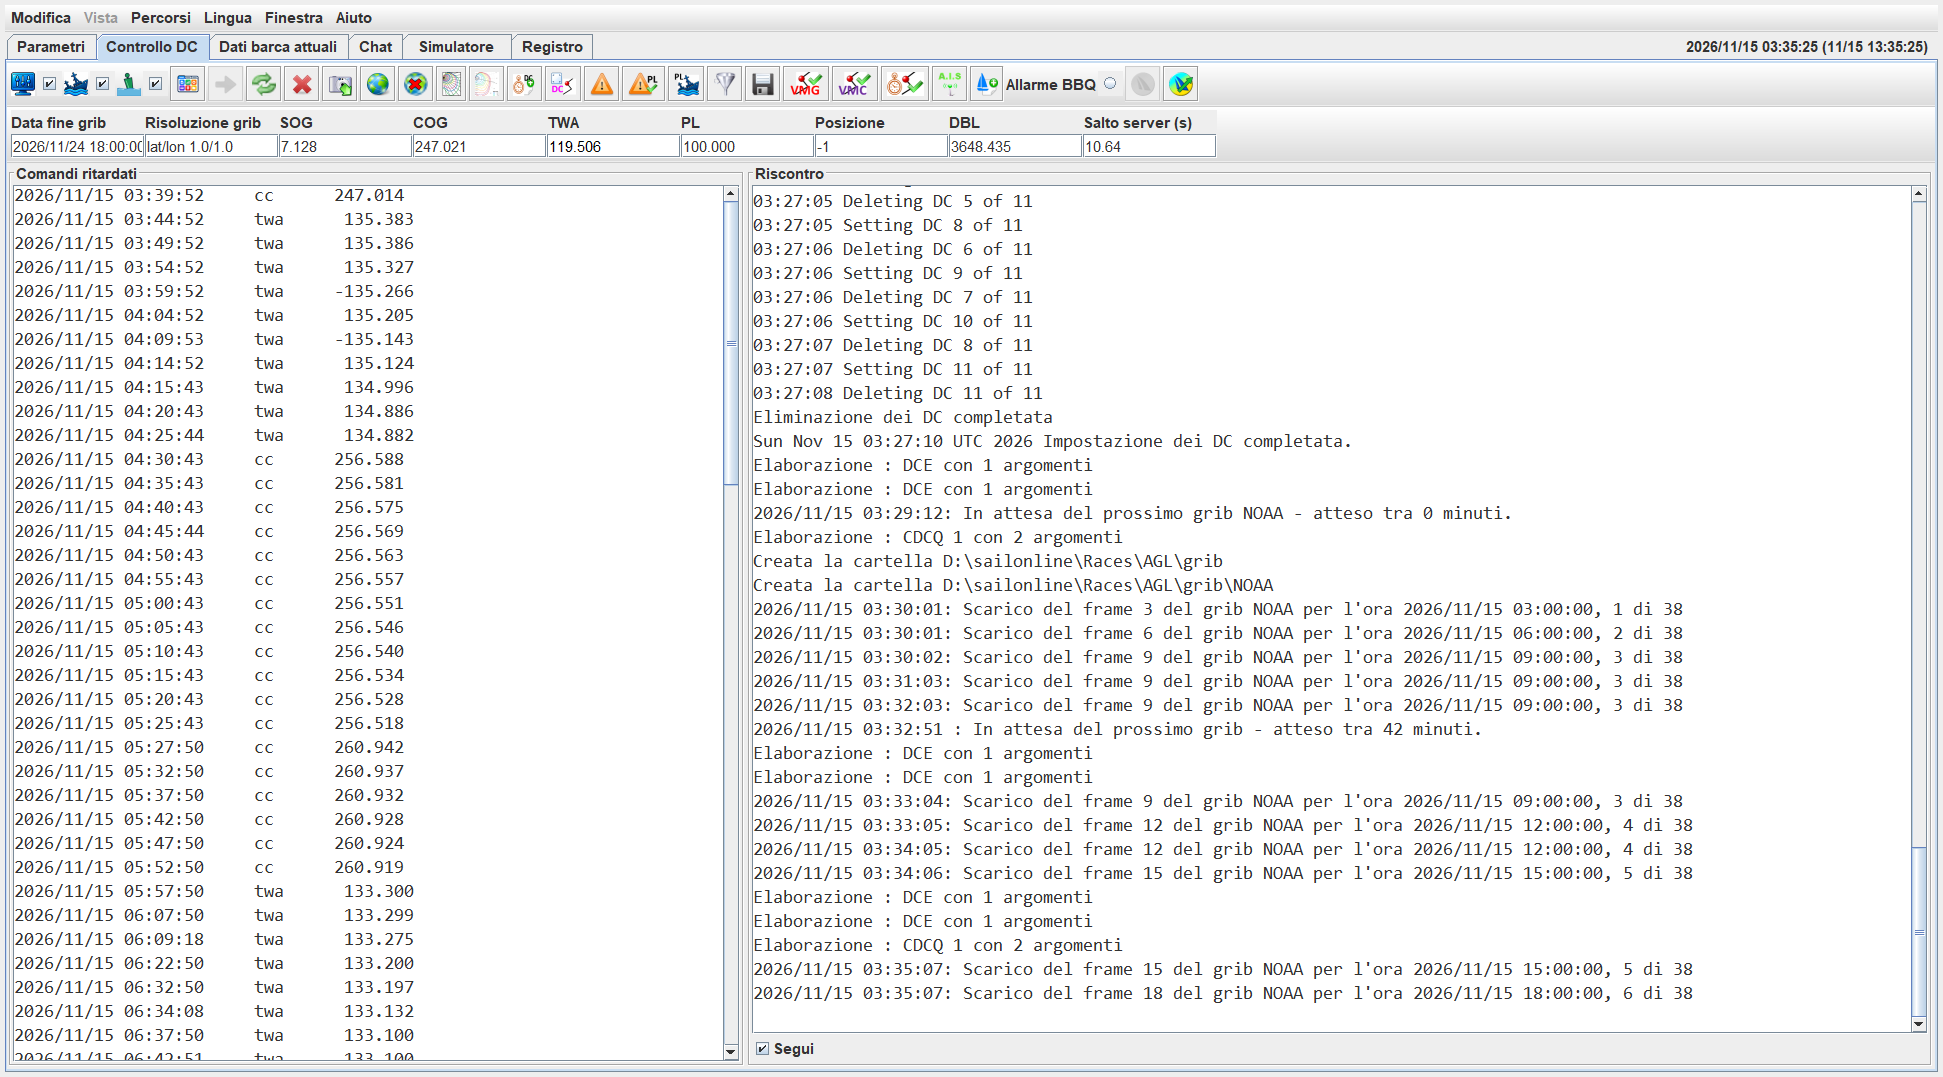 Modifica Vista Percorsi Lingua Finestra Aiuto
Parametri Controllo DC Dati barca attuali Chat Simulatore Registro 2026/11/15 03:35:25 (11/15 13:35:25)
DC DC PL PL VMG VMC A.I.S Allarme BBQ
Data fine grib Risoluzione grib SOG COG TWA PL Posizione DBL Salto server (s)
2026/11/24 18:00:00 lat/lon 1.0/1.0 7.128 247.021 119.506 100.000 -1 3648.435 10.64
Comandi ritardati
2026/11/15 03:39:52 cc 247.014
2026/11/15 03:44:52 twa 135.383
2026/11/15 03:49:52 twa 135.386
2026/11/15 03:54:52 twa 135.327
2026/11/15 03:59:52 twa -135.266
2026/11/15 04:04:52 twa 135.205
2026/11/15 04:09:53 twa -135.143
2026/11/15 04:14:52 twa 135.124
2026/11/15 04:15:43 twa 134.996
2026/11/15 04:20:43 twa 134.886
2026/11/15 04:25:44 twa 134.882
2026/11/15 04:30:43 cc 256.588
2026/11/15 04:35:43 cc 256.581
2026/11/15 04:40:43 cc 256.575
2026/11/15 04:45:44 cc 256.569
2026/11/15 04:50:43 cc 256.563
2026/11/15 04:55:43 cc 256.557
2026/11/15 05:00:43 cc 256.551
2026/11/15 05:05:43 cc 256.546
2026/11/15 05:10:43 cc 256.540
2026/11/15 05:15:43 cc 256.534
2026/11/15 05:20:43 cc 256.528
2026/11/15 05:25:43 cc 256.518
2026/11/15 05:27:50 cc 260.942
2026/11/15 05:32:50 cc 260.937
2026/11/15 05:37:50 cc 260.932
2026/11/15 05:42:50 cc 260.928
2026/11/15 05:47:50 cc 260.924
2026/11/15 05:52:50 cc 260.919
2026/11/15 05:57:50 twa 133.300
2026/11/15 06:07:50 twa 133.299
2026/11/15 06:09:18 twa 133.275
2026/11/15 06:22:50 twa 133.200
2026/11/15 06:32:50 twa 133.197
2026/11/15 06:34:08 twa 133.132
2026/11/15 06:37:50 twa 133.100
2026/11/15 06:42:51 twa 133.100
Riscontro
03:27:05 Deleting DC 5 of 11
03:27:05 Setting DC 8 of 11
03:27:06 Deleting DC 6 of 11
03:27:06 Setting DC 9 of 11
03:27:06 Deleting DC 7 of 11
03:27:06 Setting DC 10 of 11
03:27:07 Deleting DC 8 of 11
03:27:07 Setting DC 11 of 11
03:27:08 Deleting DC 11 of 11
Eliminazione dei DC completata
Sun Nov 15 03:27:10 UTC 2026 Impostazione dei DC completata.
Elaborazione : DCE con 1 argomenti
Elaborazione : DCE con 1 argomenti
2026/11/15 03:29:12: In attesa del prossimo grib NOAA - atteso tra 0 minuti.
Elaborazione : CDCQ 1 con 2 argomenti
Creata la cartella D:\sailonline\Races\AGL\grib
Creata la cartella D:\sailonline\Races\AGL\grib\NOAA
2026/11/15 03:30:01: Scarico del frame 3 del grib NOAA per l'ora 2026/11/15 03:00:00, 1 di 38
2026/11/15 03:30:01: Scarico del frame 6 del grib NOAA per l'ora 2026/11/15 06:00:00, 2 di 38
2026/11/15 03:30:02: Scarico del frame 9 del grib NOAA per l'ora 2026/11/15 09:00:00, 3 di 38
2026/11/15 03:31:03: Scarico del frame 9 del grib NOAA per l'ora 2026/11/15 09:00:00, 3 di 38
2026/11/15 03:32:03: Scarico del frame 9 del grib NOAA per l'ora 2026/11/15 09:00:00, 3 di 38
2026/11/15 03:32:51 : In attesa del prossimo grib - atteso tra 42 minuti.
Elaborazione : DCE con 1 argomenti
Elaborazione : DCE con 1 argomenti
2026/11/15 03:33:04: Scarico del frame 9 del grib NOAA per l'ora 2026/11/15 09:00:00, 3 di 38
2026/11/15 03:33:05: Scarico del frame 12 del grib NOAA per l'ora 2026/11/15 12:00:00, 4 di 38
2026/11/15 03:34:05: Scarico del frame 12 del grib NOAA per l'ora 2026/11/15 12:00:00, 4 di 38
2026/11/15 03:34:06: Scarico del frame 15 del grib NOAA per l'ora 2026/11/15 15:00:00, 5 di 38
Elaborazione : DCE con 1 argomenti
Elaborazione : DCE con 1 argomenti
Elaborazione : CDCQ 1 con 2 argomenti
2026/11/15 03:35:07: Scarico del frame 15 del grib NOAA per l'ora 2026/11/15 15:00:00, 5 di 38
2026/11/15 03:35:07: Scarico del frame 18 del grib NOAA per l'ora 2026/11/15 18:00:00, 6 di 38
Segui